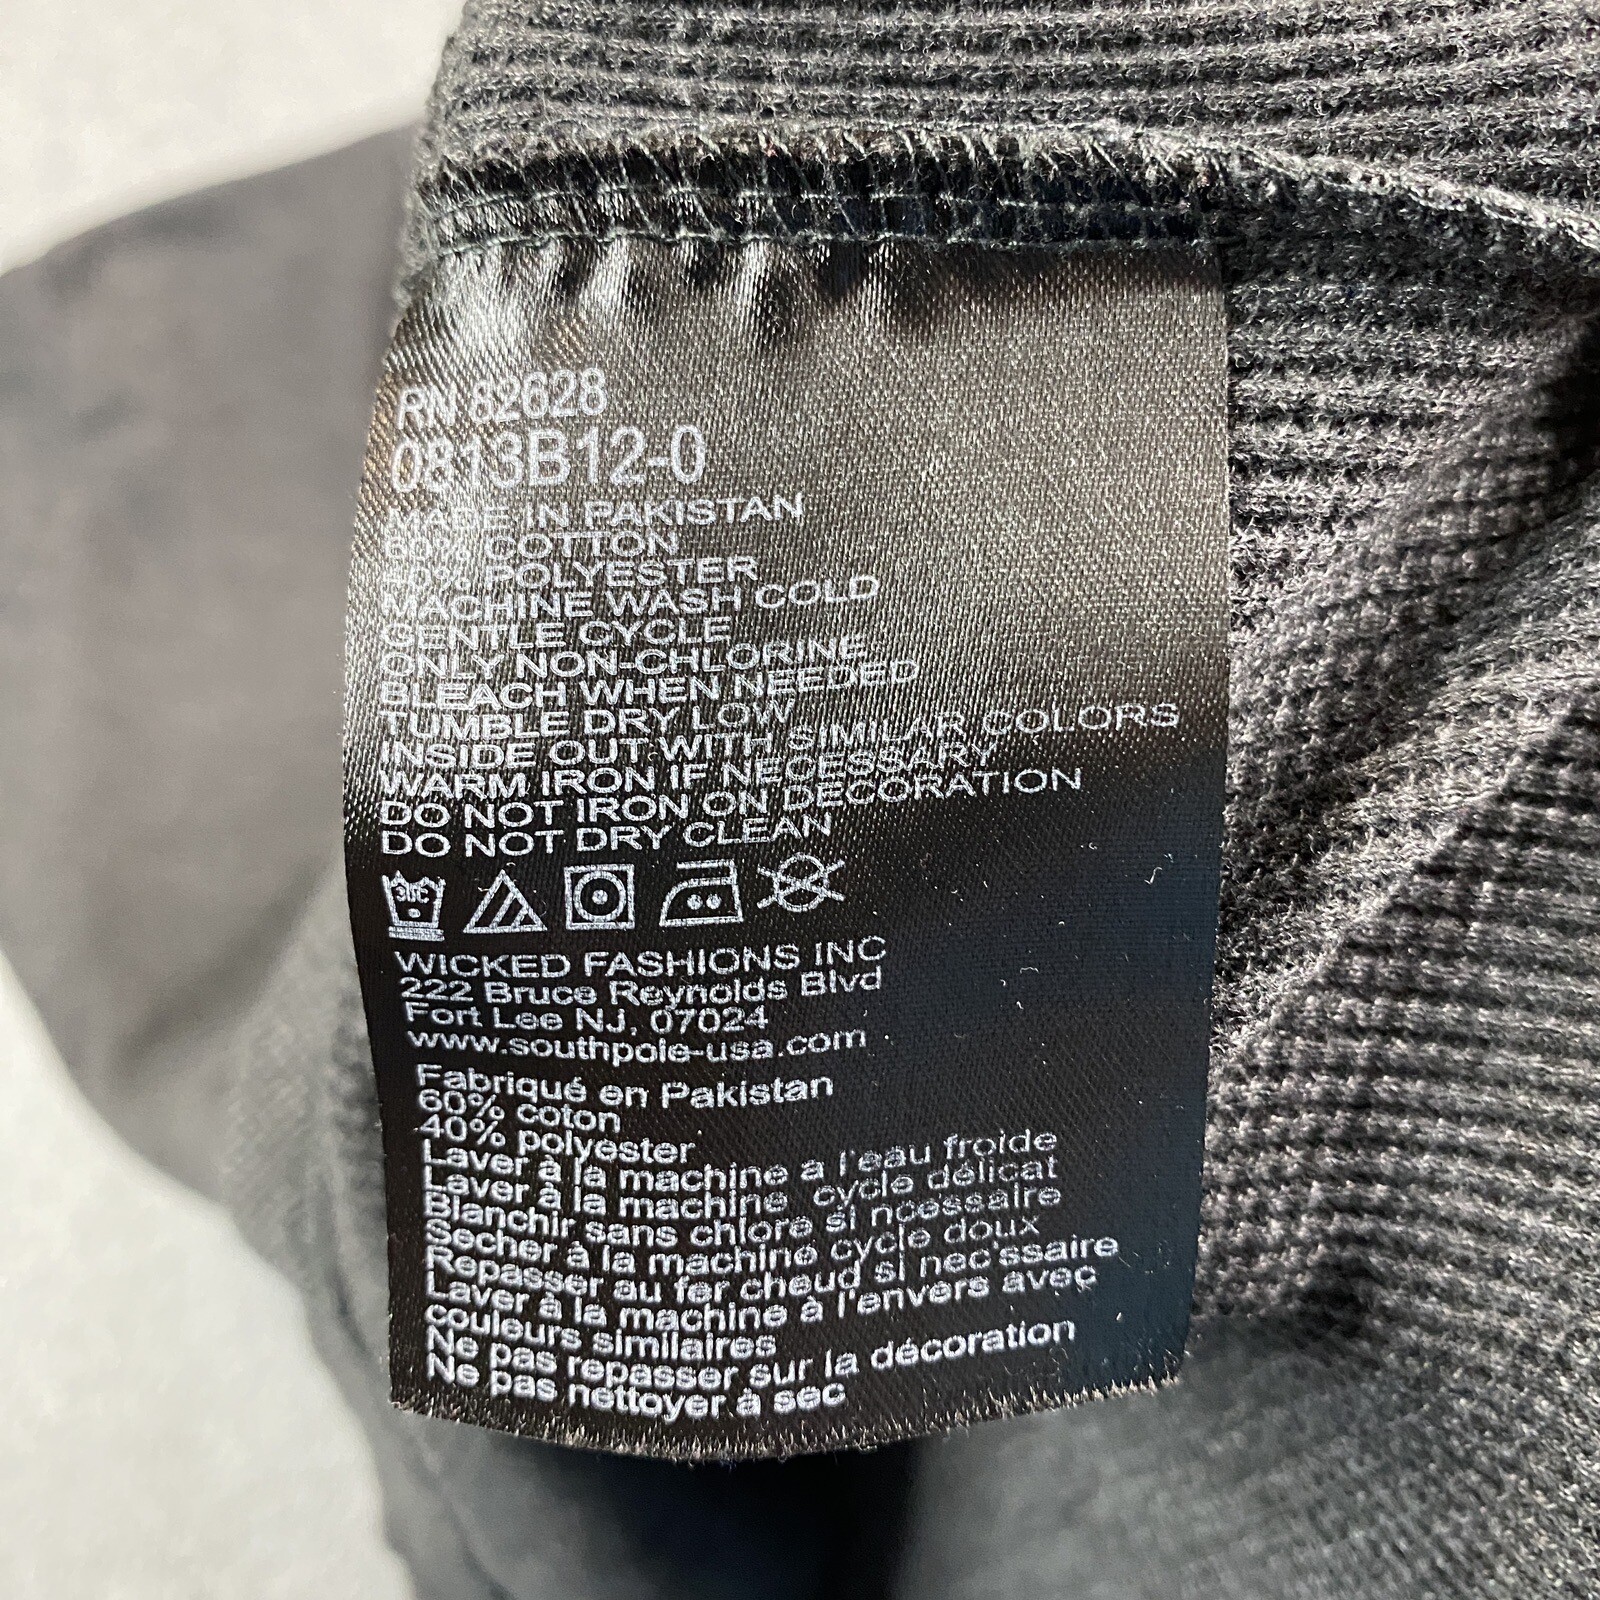 RN 82628
0813B12-0
MADE IN PAKISTAN
60% COTTON
40% POLYESTER
MACHINE WASH COLD
GENTLE CYCLE
ONLY NON-CHLORINE
BLEACH WHEN NEEDED
TUMBLE DRY LOW
INSIDE OUT WITH SIMILAR COLORS
WARM IRON IF NECESSARY
DO NOT IRON ON DECORATION
DO NOT DRY CLEAN
30°C
WICKED FASHIONS INC
222 Bruce Reynolds Blvd
Fort Lee NJ, 07024
www.southpole-usa.com
Fabriqué en Pakistan
60% coton
40% polyester
Laver à la machine a l'eau froide
Laver à la machine cycle délicat
Blanchir sans chlore si ncessaire
Secher à la machine cycle doux
Repasser au fer cheud si nec'ssaire
Laver à la machine à l'envers avec
couleurs similaires
Ne pas repasser sur la décoration
Ne pas nettoyer à sec